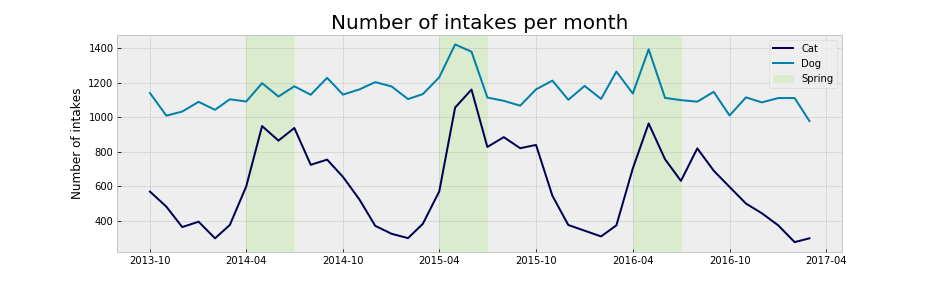 Number of intakes per month
Number of intakes
1400
1200
1000
800
600
400
Cat
Dog
Spring
2013-10 2014-04 2014-10 2015-04 2015-10 2016-04 2016-10 2017-04